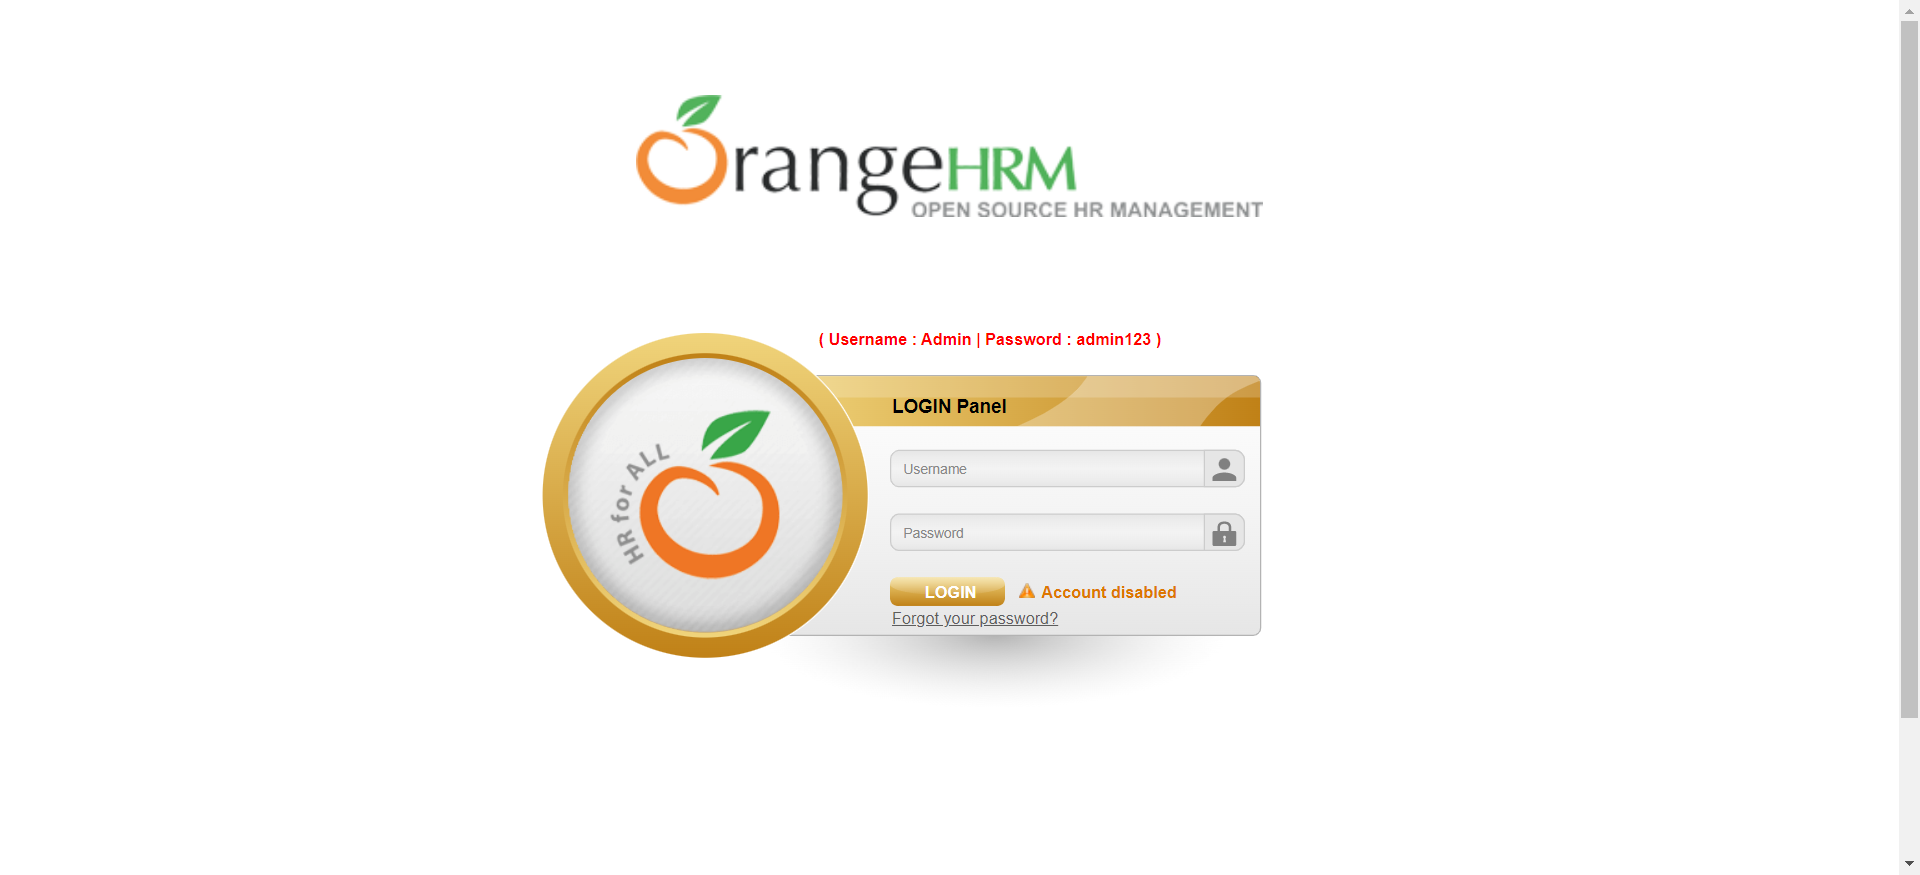 OrangeHRM
OPEN SOURCE HR MANAGEMENT
( Username : Admin | Password : admin123 )
HR for ALL
LOGIN Panel
Username
Password
LOGIN
Account disabled
Forgot your password?